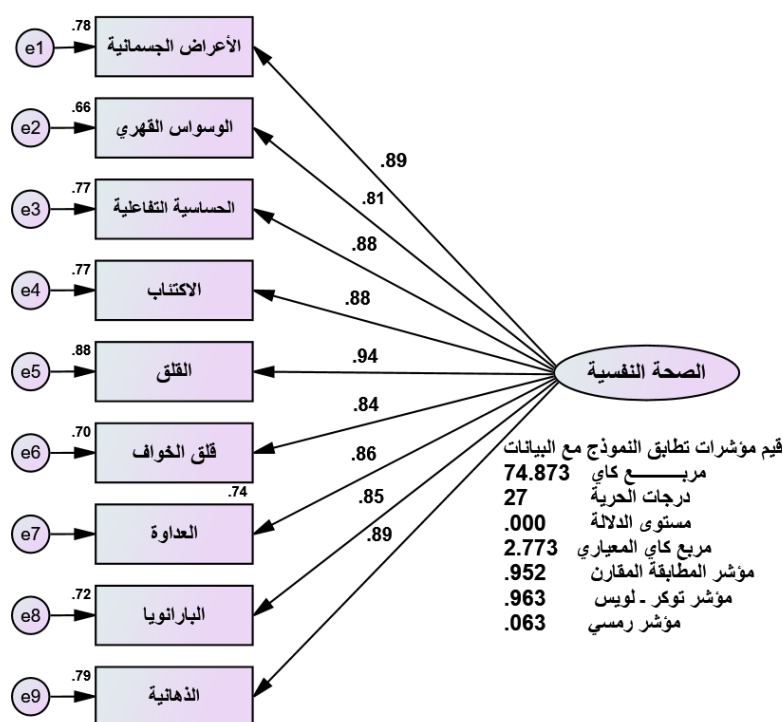 .78
e1
الأعراض الجسمانية
.89
.66
e2
الوسواس القهري
.81
.77
e3
الحساسية التفاعلية
.88
.77
e4
الاكتئاب
.88
.88
e5
القلق
.94
.70
e6
قلق الخواف
.84
.74
e7
العداوة
.86
.72
e8
البارانويا
.85
.79
e9
الذهانية
.89
الصحة النفسية
قيم مؤشرات تطابق النموذج مع البيانات
مربـــــــع كاي 74.873
درجات الحرية 27
مستوى الدلالة .000
مربع كاي المعياري 2.773
مؤشر المطابقة المقارن .952
مؤشر توكر ـ لويس .963
مؤشر رمسي .063